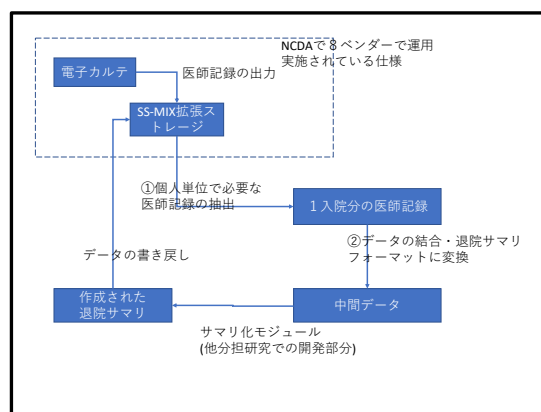 NCDAで８ベンダーで運用
実施されている仕様
電子カルテ
医師記録の出力
SS-MIX拡張ス
トレージ
①個人単位で必要な
医師記録の抽出
１入院分の医師記録
②データの結合・退院サマリ
フォーマットに変換
データの書き戻し
作成された
退院サマリ
中間データ
サマリ化モジュール
(他分担研究での開発部分)